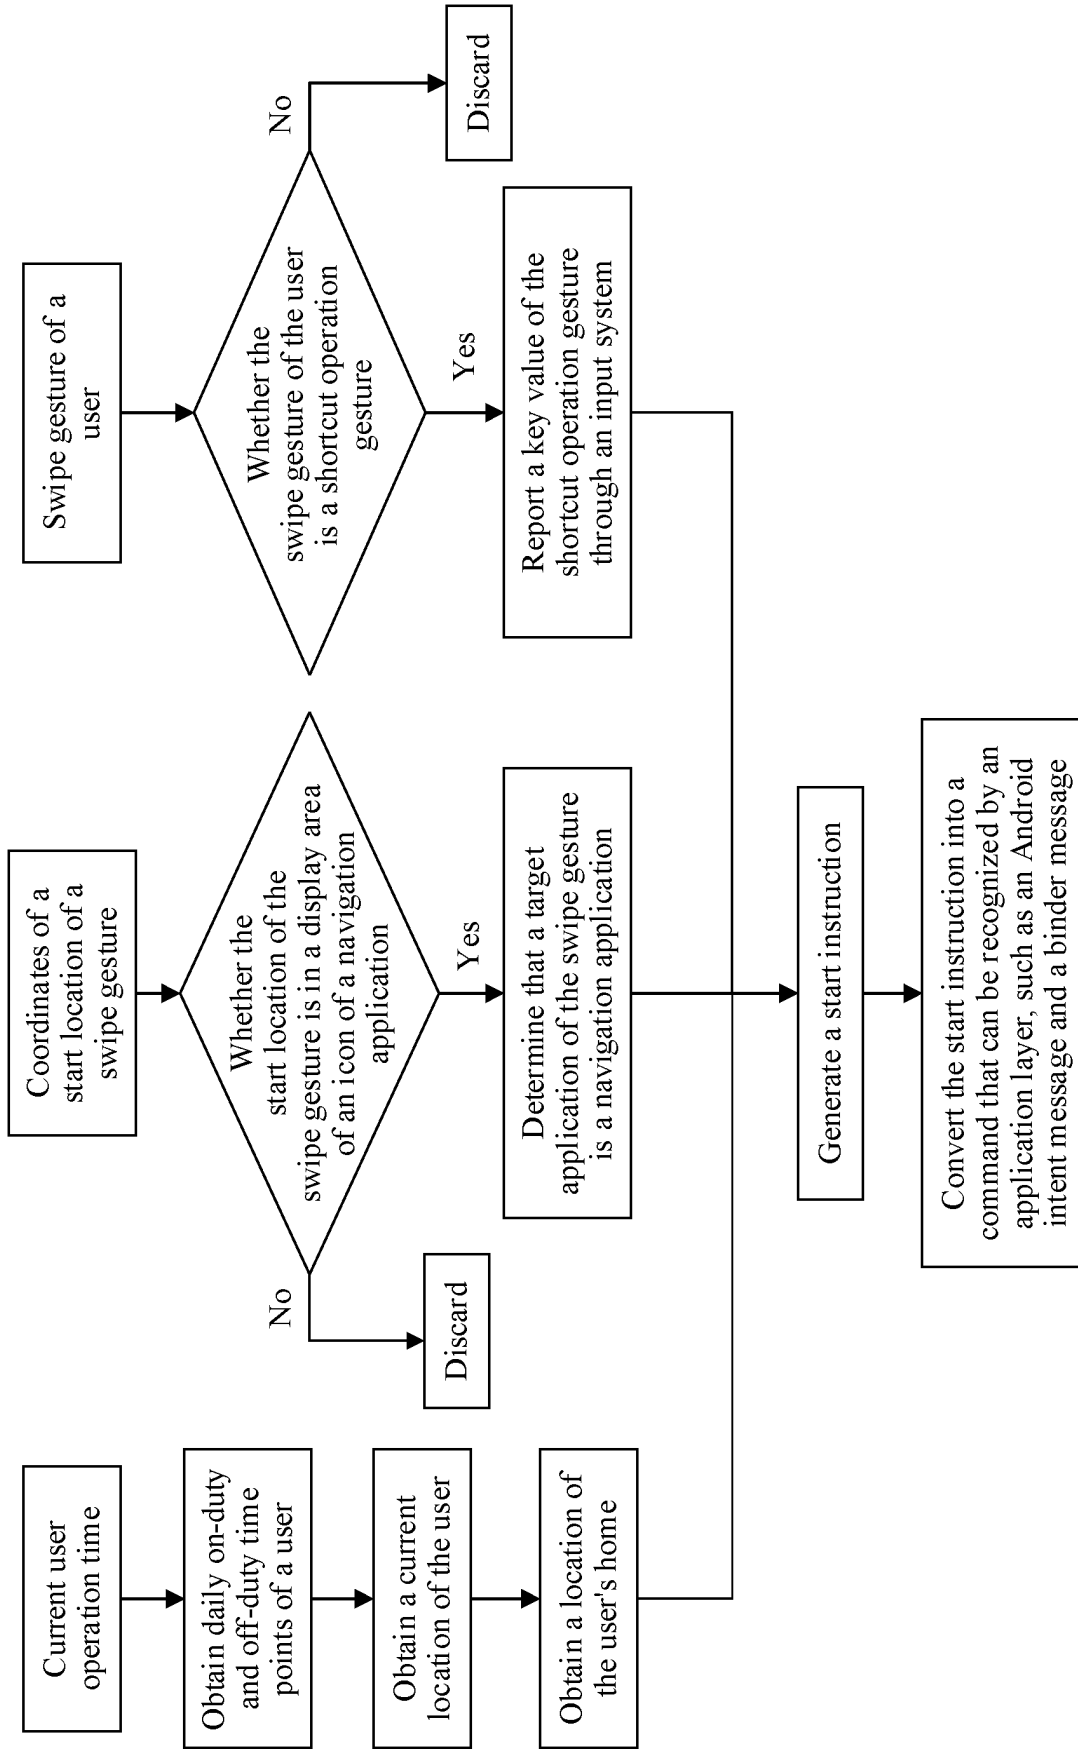 Current user
operation time
Obtain daily on-duty
and off-duty time
points of a user
Obtain a current
location of the user
Obtain a location of
the user's home
Coordinates of a
start location of a
swipe gesture
Whether the
start location of the
swipe gesture is in a display area
of an icon of a navigation
application
No
Discard
Yes
Determine that a target
application of the swipe gesture
is a navigation application
Swipe gesture of a
user
Whether the
swipe gesture of the user
is a shortcut operation
gesture
No
Discard
Yes
Report a key value of the
shortcut operation gesture
through an input system
Generate a start instruction
Convert the start instruction into a
command that can be recognized by an
application layer, such as an Android
intent message and a binder message